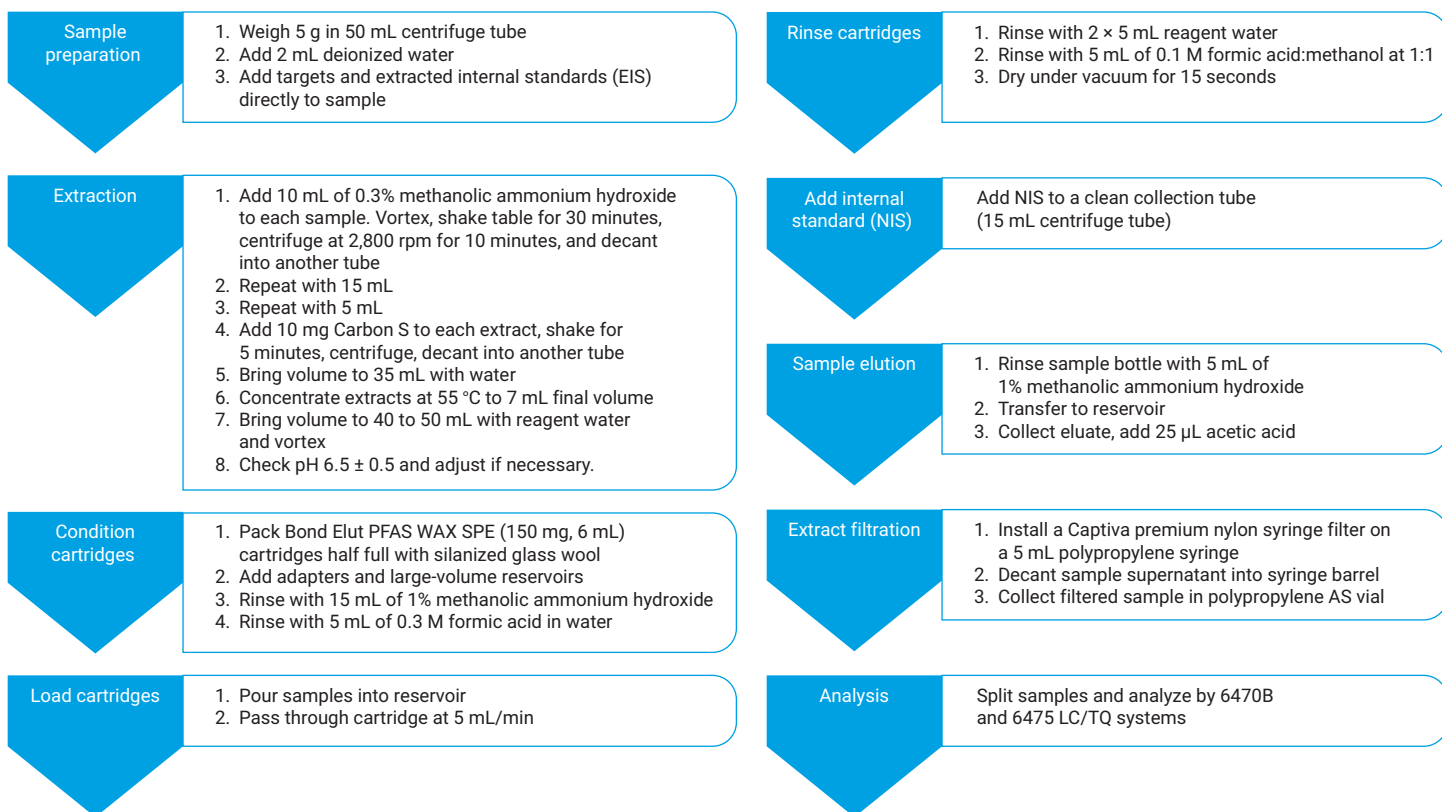 Sample
preparation
1. Weigh 5 g in 50 mL centrifuge tube
2. Add 2 mL deionized water
3. Add targets and extracted internal standards (EIS)
directly to sample
Extraction
1. Add 10 mL of 0.3% methanolic ammonium hydroxide
to each sample. Vortex, shake table for 30 minutes,
centrifuge at 2,800 rpm for 10 minutes, and decant
into another tube
2. Repeat with 15 mL
3. Repeat with 5 mL
4. Add 10 mg Carbon S to each extract, shake for
5 minutes, centrifuge, decant into another tube
5. Bring volume to 35 mL with water
6. Concentrate extracts at 55 °C to 7 mL final volume
7. Bring volume to 40 to 50 mL with reagent water
and vortex
8. Check pH 6.5 ± 0.5 and adjust if necessary.
Condition
cartridges
1. Pack Bond Elut PFAS WAX SPE (150 mg, 6 mL)
cartridges half full with silanized glass wool
2. Add adapters and large-volume reservoirs
3. Rinse with 15 mL of 1% methanolic ammonium hydroxide
4. Rinse with 5 mL of 0.3 M formic acid in water
Load cartridges
1. Pour samples into reservoir
2. Pass through cartridge at 5 mL/min
Rinse cartridges
1. Rinse with 2 × 5 mL reagent water
2. Rinse with 5 mL of 0.1 M formic acid:methanol at 1:1
3. Dry under vacuum for 15 seconds
Add internal
standard (NIS)
Add NIS to a clean collection tube
(15 mL centrifuge tube)
Sample elution
1. Rinse sample bottle with 5 mL of
1% methanolic ammonium hydroxide
2. Transfer to reservoir
3. Collect eluate, add 25 µL acetic acid
Extract filtration
1. Install a Captiva premium nylon syringe filter on
a 5 mL polypropylene syringe
2. Decant sample supernatant into syringe barrel
3. Collect filtered sample in polypropylene AS vial
Analysis
Split samples and analyze by 6470B
and 6475 LC/TQ systems